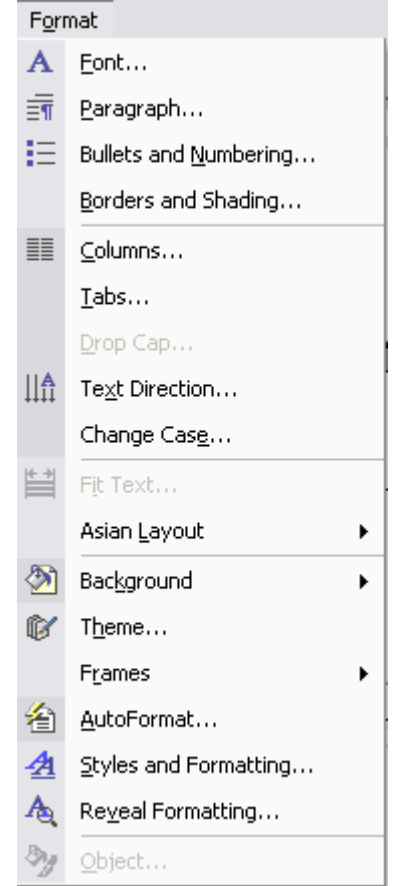 Format
Font...
Paragraph...
Bullets and Numbering...
Borders and Shading...
Columns...
Tabs...
Drop Cap...
Text Direction...
Change Case...
Fit Text...
Asian Layout
Background
Theme...
Frames
AutoFormat...
Styles and Formatting...
Reveal Formatting...
Object...